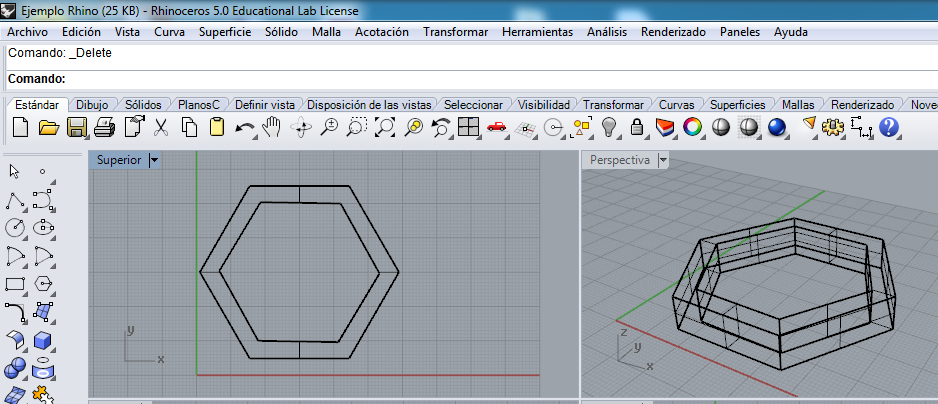 Ejemplo Rhino (25 KB) - Rhinoceros 5.0 Educational Lab License
Archivo Edición Vista Curva Superficie Sólido Malla Acotación Transformar Herramientas Análisis Renderizado Paneles Ayuda
Comando: _Delete
Comando:
Estándar Dibujo Sólidos PlanosC Definir vista Disposición de las vistas Seleccionar Visibilidad Transformar Curvas Superficies Mallas Renderizado Nove
Superior
Perspectiva
y
x
z
y
x